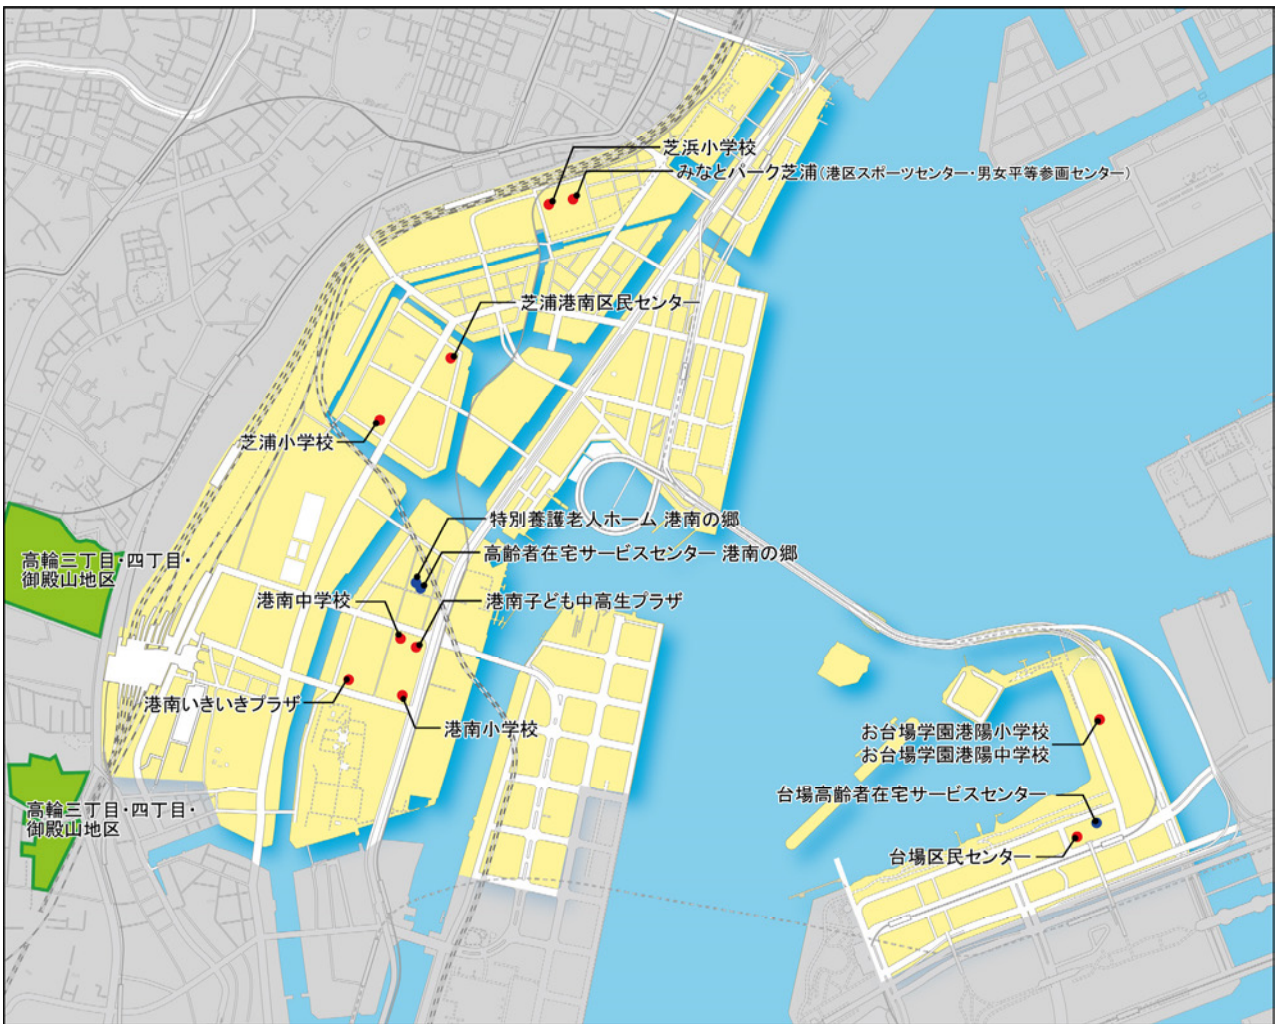 芝浜小学校
みなとパーク芝浦(港区スポーツセンター・男女平等参画センター)
芝浦港南区民センター
芝浦小学校
特別養護老人ホーム 港南の郷
高齢者在宅サービスセンター 港南の郷
高輪三丁目・四丁目・
御殿山地区
港南中学校
港南子ども中高生プラザ
港南いきいきプラザ
港南小学校
お台場学園港陽小学校
お台場学園港陽中学校
台場高齢者在宅サービスセンター
高輪三丁目・四丁目・
御殿山地区
台場区民センター